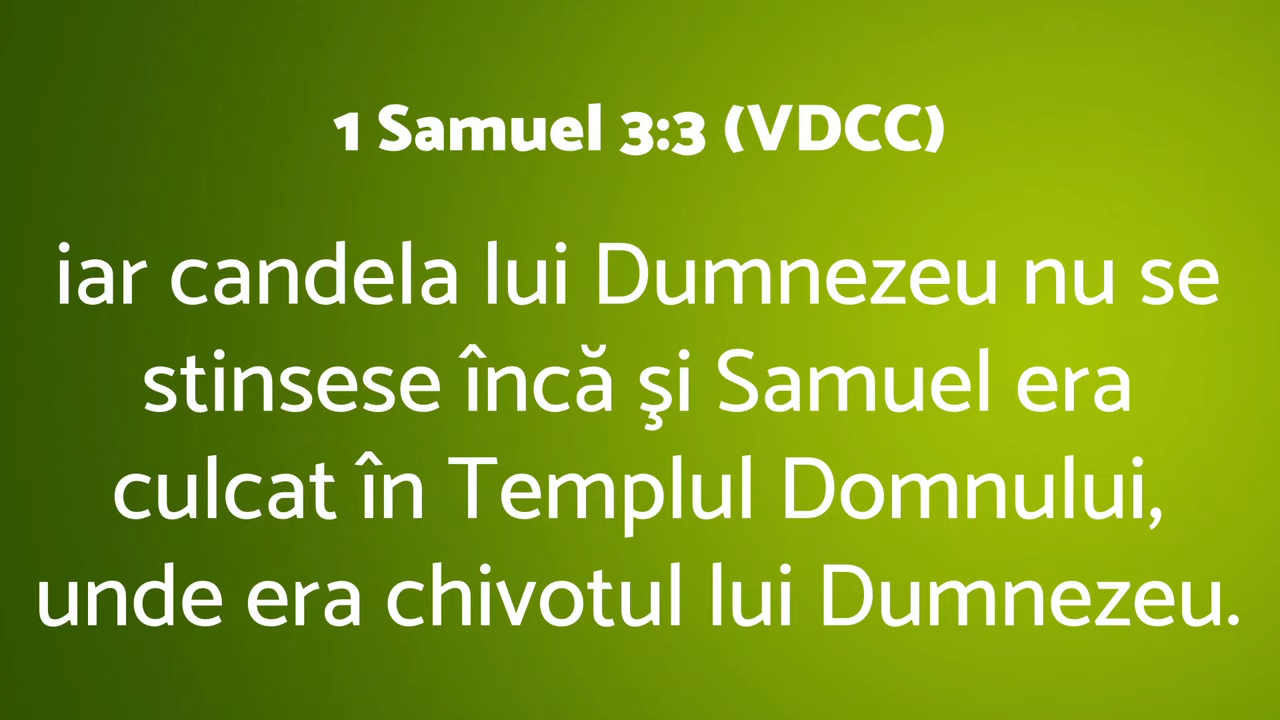 1 Samuel 3:3 (VDCC)
iar candela lui Dumnezeu nu se
stinsese încă şi Samuel era
culcat în Templul Domnului,
unde era chivotul lui Dumnezeu.